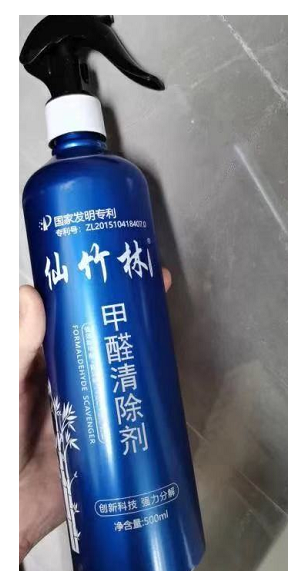 国家发明专利
专利号：ZL201510418407.0
仙竹林
甲醛清除剂
FORMALDEHYDE SCAVENGER
创新科技 强力分解
净含量:500ml